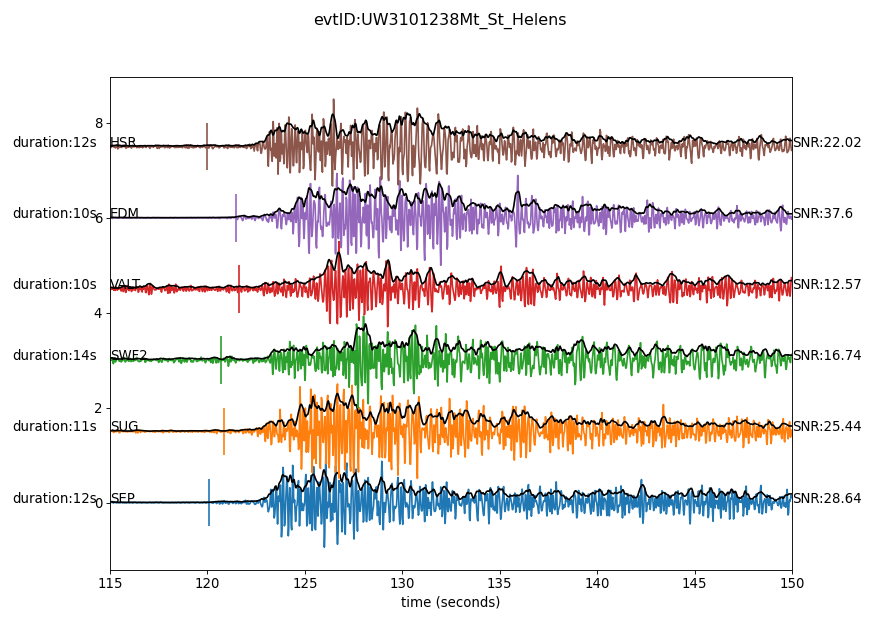 evtID:UW3101238Mt_St_Helens
8
duration:12s HSR SNR:22.02
duration:10s EDM SNR:37.6
6
duration:10s VALT SNR:12.57
4
duration:14s SWF2 SNR:16.74
2
duration:11s SUG SNR:25.44
duration:12s SEP SNR:28.64
0
115 120 125 130 135 140 145 150
time (seconds)